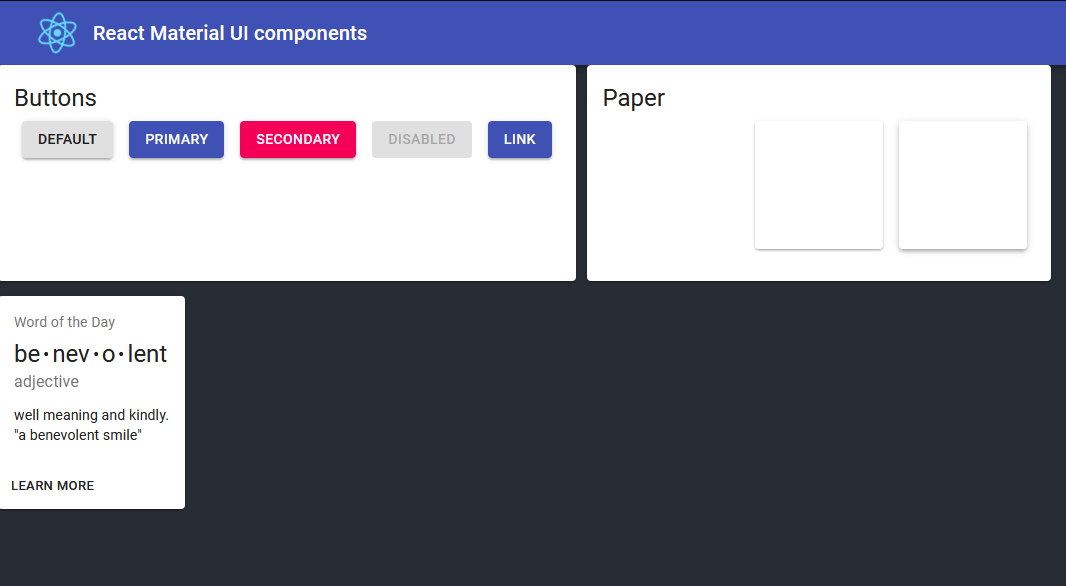 React Material UI components
Buttons
DEFAULT PRIMARY SECONDARY DISABLED LINK
Paper
Word of the Day
be•nev•o•lent
adjective
well meaning and kindly.
"a benevolent smile"
LEARN MORE